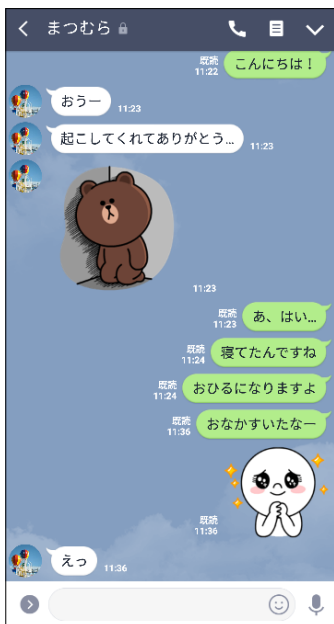 まつむら
こんにちは！
既読
11:22
おうー
11:23
起こしてくれてありがとう...
11:23
11:23
あ、はい...
既読
11:23
寝てたんですね
既読
11:24
おひるになりますよ
既読
11:24
おなかすいたなー
既読
11:36
既読
11:36
えっ
11:36